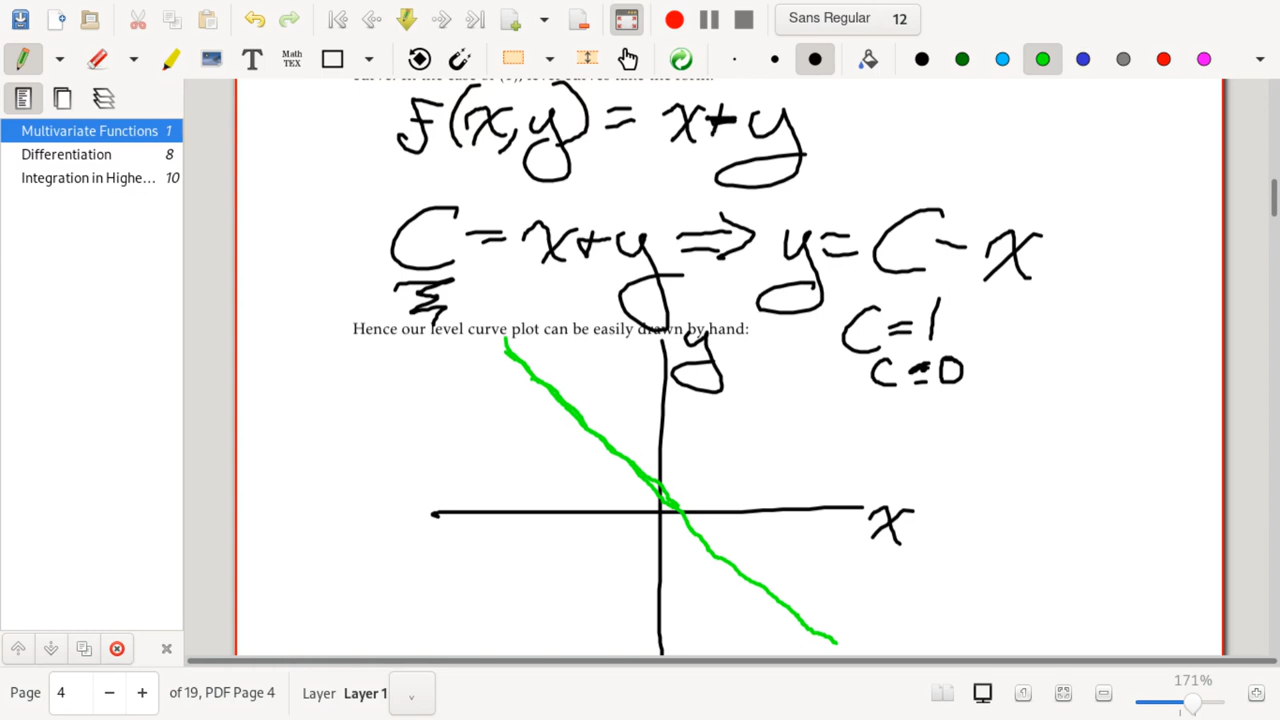 Sans Regular 12
Math
TEX
Multivariate Functions 1
Differentiation 8
Integration in Highe... 10
F(x,y) = x+y
C = x+y ⇒ y = C - x
C = 1
Hence our level curve plot can be easily drawn by hand:
y
C = 0
x
Page 4 of 19, PDF Page 4 Layer Layer 1
171%